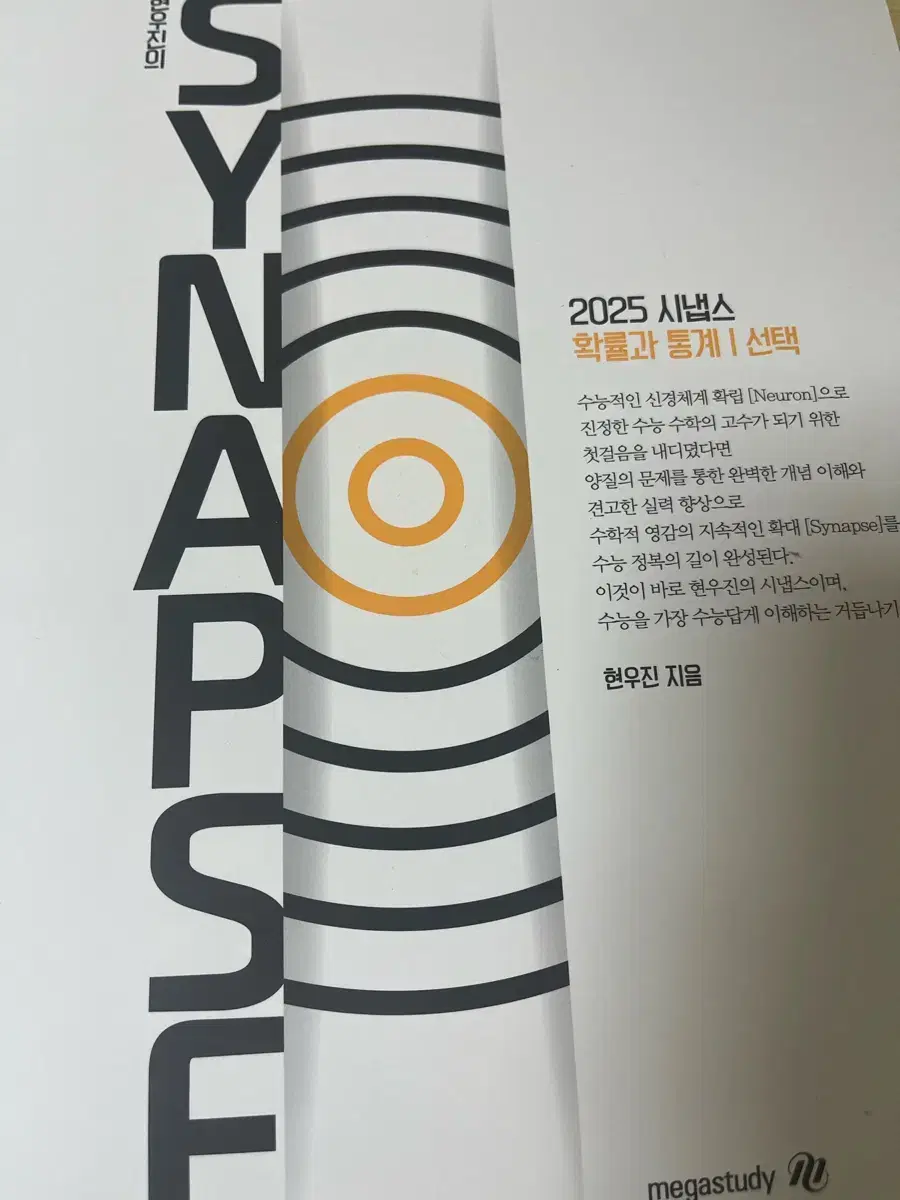 현우진의
SYNAPSE
2025 시냅스
확률과 통계 | 선택
수능적인 신경체계 확립 [Neuron]으로
진정한 수능 수학의 고수가 되기 위한
첫걸음을 내디뎠다면
양질의 문제를 통한 완벽한 개념 이해와
견고한 실력 향상으로
수학적 영감의 지속적인 확대 [Synapse]를
수능 정복의 길이 완성된다.
이것이 바로 현우진의 시냅스이며,
수능을 가장 수능답게 이해하는 거듭나기
현우진 지음
megastudy